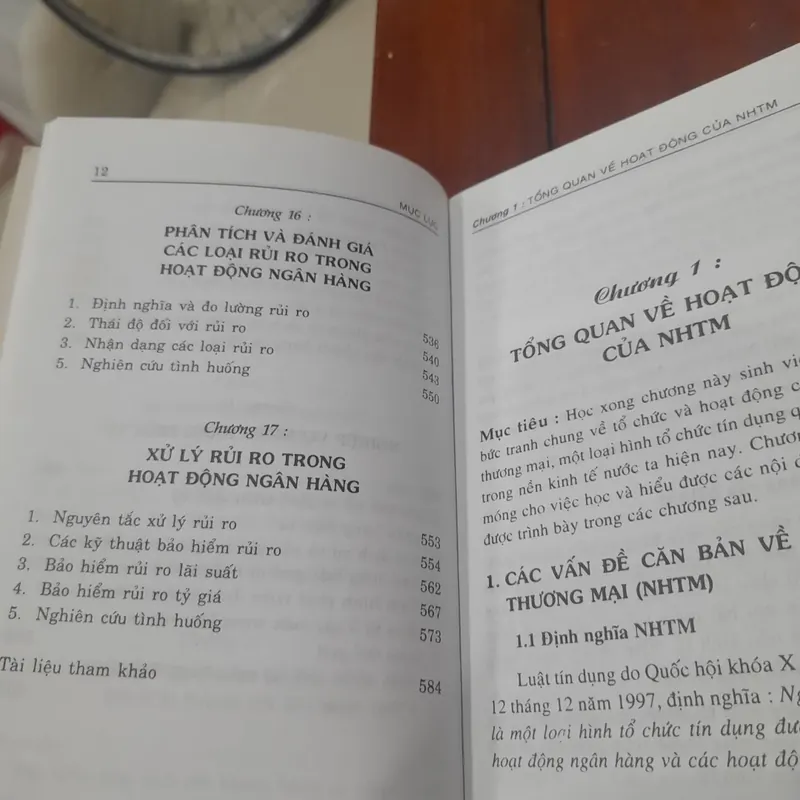 12
MỤC LỤC
Chương 16 :
PHÂN TÍCH VÀ ĐÁNH GIÁ
CÁC LOẠI RỦI RO TRONG
HOẠT ĐỘNG NGÂN HÀNG
1. Định nghĩa và đo lường rủi ro 536
2. Thái độ đối với rủi ro 540
3. Nhận dạng các loại rủi ro 543
5. Nghiên cứu tình huống 550
Chương 17 :
XỬ LÝ RỦI RO TRONG
HOẠT ĐỘNG NGÂN HÀNG
1. Nguyên tắc xử lý rủi ro 553
2. Các kỹ thuật bảo hiểm rủi ro 554
3. Bảo hiểm rủi ro lãi suất 562
4. Bảo hiểm rủi ro tỷ giá 567
5. Nghiên cứu tình huống 573
Tài liệu tham khảo 584
Chương 1 : TỔNG QUAN VỀ HOẠT ĐỘNG CỦA NHTM
Chương 1 :
TỔNG QUAN VỀ HOẠT ĐỘ
CỦA NHTM
Mục tiêu : Học xong chương này sinh vi
bức tranh chung về tổ chức và hoạt động c
thương mại, một loại hình tổ chức tín dụng q
trong nền kinh tế nước ta hiện nay. Chươn
móng cho việc học và hiểu được các nội d
được trình bày trong các chương sau.
1. CÁC VẤN ĐỀ CĂN BẢN VỀ
THƯƠNG MẠI (NHTM)
1.1 Định nghĩa NHTM
Luật tín dụng do Quốc hội khóa X
12 tháng 12 năm 1997, định nghĩa : Ng
là một loại hình tổ chức tín dụng đư
hoạt động ngân hàng và các hoạt độ